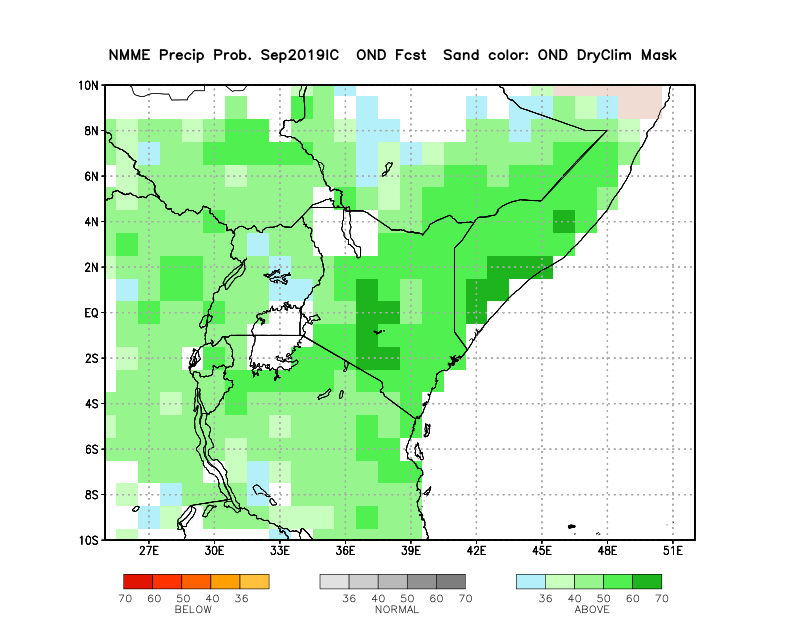 NMME Precip Prob. Sep2019IC OND Fcst Sand color: OND DryClim Mask
10N
8N
6N
4N
2N
EQ
2S
4S
6S
8S
10S
27E 30E 33E 36E 39E 42E 45E 48E 51E
70 60 50 40 36 36 40 50 60 70 36 40 50 60 70
BELOW NORMAL ABOVE